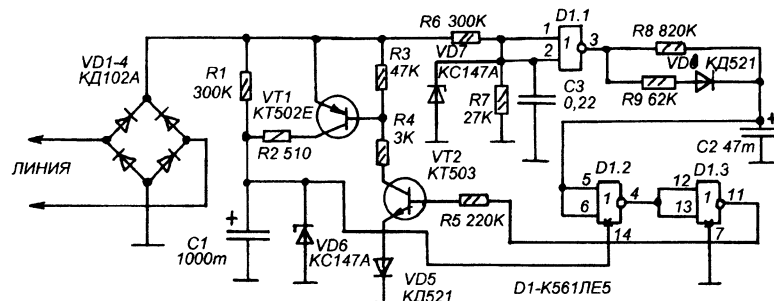 VD1-4
КД102А
ЛИНИЯ
R1
300K
VT1
КТ502Е
R2 510
C1
1000m
+
R3
47K
R4
3K
VD6
КС147А
VT2
КТ503
VD5
КД521
R5 220K
R6 300K
VD7
КС147А
R7
27K
C3
0,22
D1.1
1
2
1
3
R8 820K
КД521
R9 62K
+
C2 47m
D1.2
5
6
1
4
14
D1.3
12
13
1
11
7
D1-К561ЛЕ5